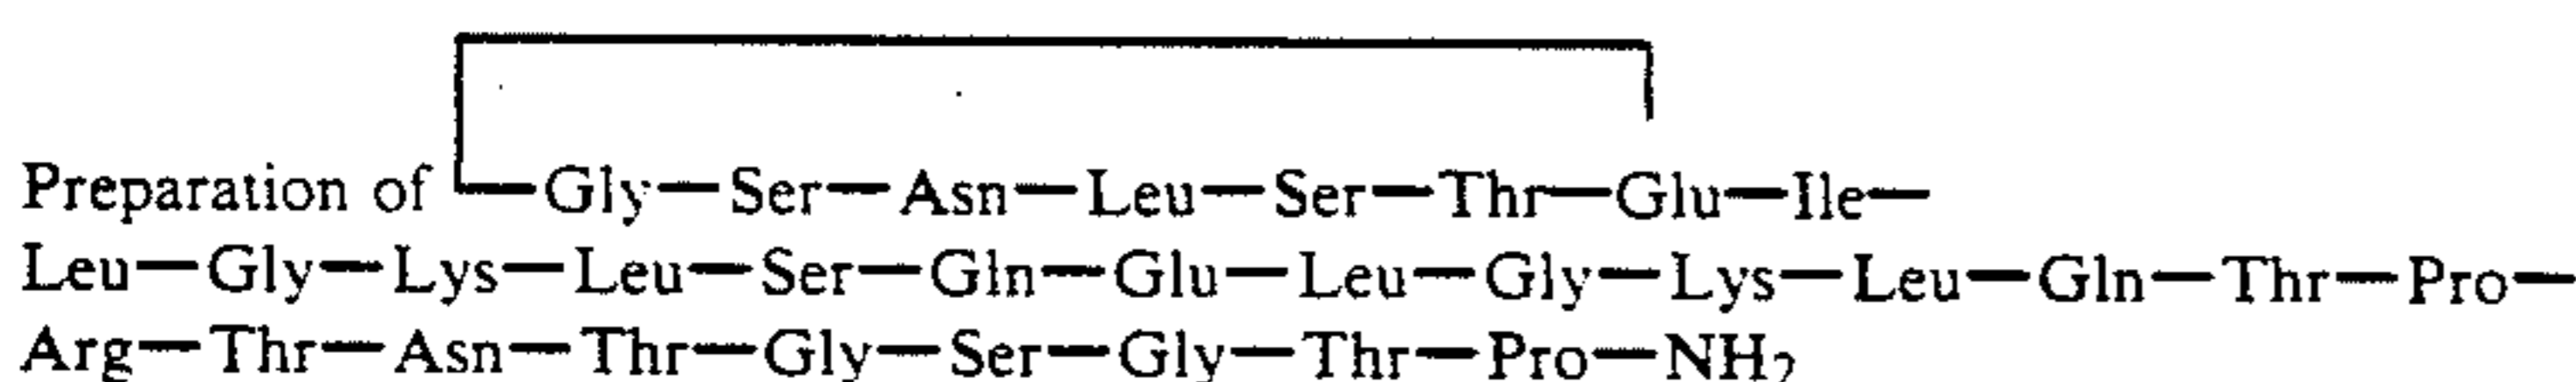 Preparation of —Gly—Ser—Asn—Leu—Ser—Thr—Glu—Ile—
Leu—Gly—Lys—Leu—Ser—Gln—Glu—Leu—Gly—Lys—Leu—Gln—Thr—Pro—
Arg—Thr—Asn—Thr—Gly—Ser—Gly—Thr—Pro—NH₂